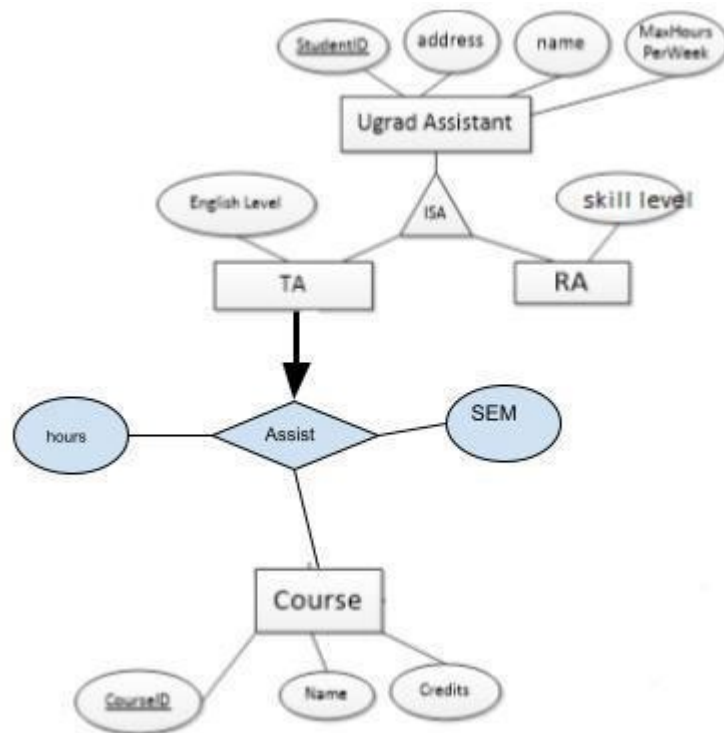 StudentID
address
name
MaxHours
PerWeek
Ugrad Assistant
ISA
English Level
skill level
TA
RA
hours
Assist
SEM
Course
CourseID
Name
Credits